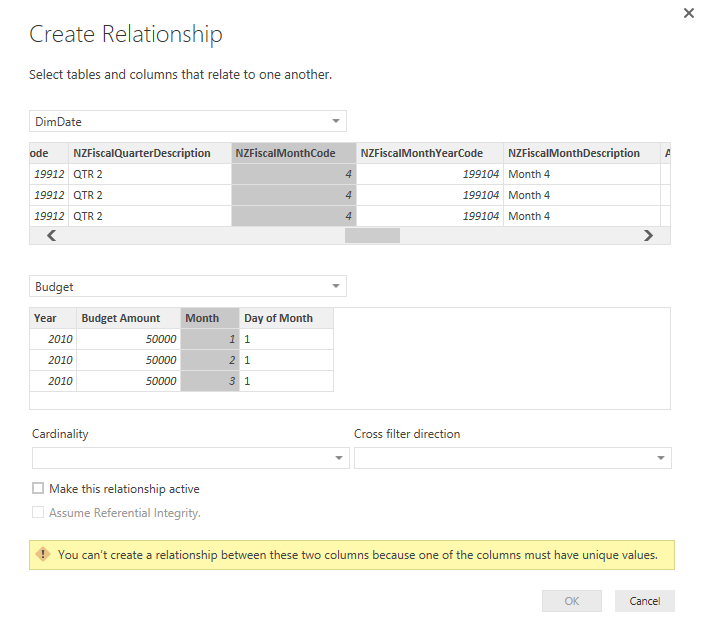 Create Relationship
Select tables and columns that relate to one another.
DimDate
ode NZFiscalQuarterDescription NZFiscalMonthCode NZFiscalMonthYearCode NZFiscalMonthDescription A
19912 QTR 2 4 199104 Month 4
19912 QTR 2 4 199104 Month 4
19912 QTR 2 4 199104 Month 4
Budget
Year Budget Amount Month Day of Month
2010 50000 1 1
2010 50000 2 1
2010 50000 3 1
Cardinality Cross filter direction
Make this relationship active
Assume Referential Integrity.
You can't create a relationship between these two columns because one of the columns must have unique values.
OK Cancel